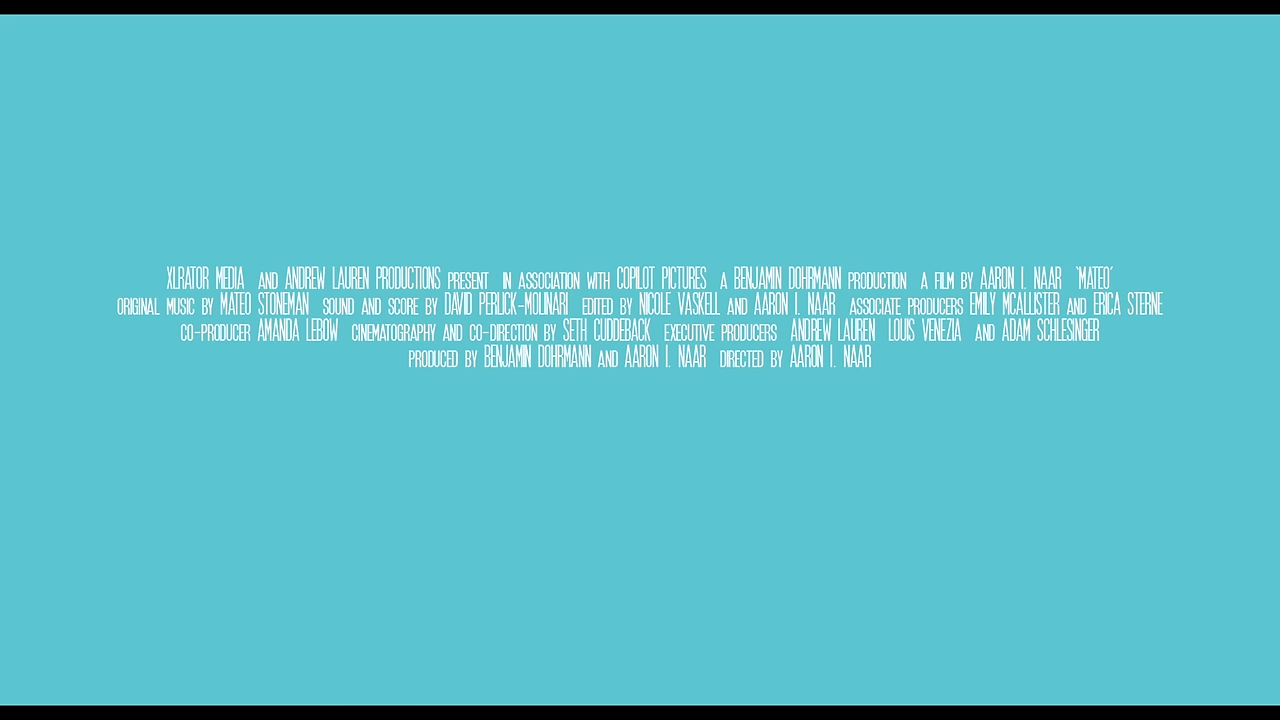 XLRATOR MEDIA AND ANDREW LAUREN PRODUCTIONS PRESENT IN ASSOCIATION WITH COPILOT PICTURES A BENJAMIN DOHRMANN PRODUCTION A FILM BY AARON I. NAAR 'MATEO'
ORIGINAL MUSIC BY MATEO STONEMAN SOUND AND SCORE BY DAVID PERLICK-MOLINARI EDITED BY NICOLE VASKELL AND AARON I. NAAR ASSOCIATE PRODUCERS EMILY MCALLISTER AND ERICA STERNE
CO-PRODUCER AMANDA LEBOW CINEMATOGRAPHY AND CO-DIRECTION BY SETH CUDDEBACK EXECUTIVE PRODUCERS ANDREW LAUREN LOUIS VENEZIA AND ADAM SCHLESINGER
PRODUCED BY BENJAMIN DOHRMANN AND AARON I. NAAR DIRECTED BY AARON I. NAAR